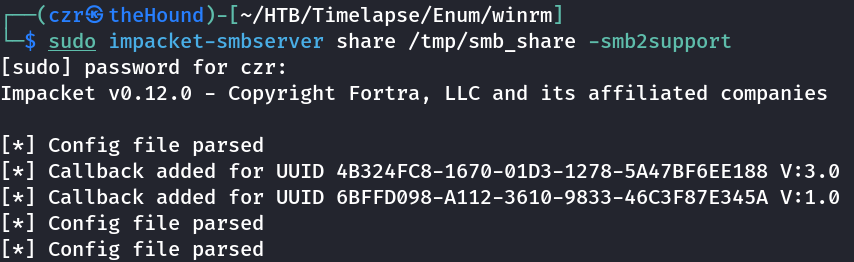 ┌──(czr㉿theHound)-[~/HTB/Timelapse/Enum/winrm]
└─$ sudo impacket-smbserver share /tmp/smb_share -smb2support
[sudo] password for czr:
Impacket v0.12.0 - Copyright Fortra, LLC and its affiliated companies
[*] Config file parsed
[*] Callback added for UUID 4B324FC8-1670-01D3-1278-5A47BF6EE188 V:3.0
[*] Callback added for UUID 6BFFD098-A112-3610-9833-46C3F87E345A V:1.0
[*] Config file parsed
[*] Config file parsed